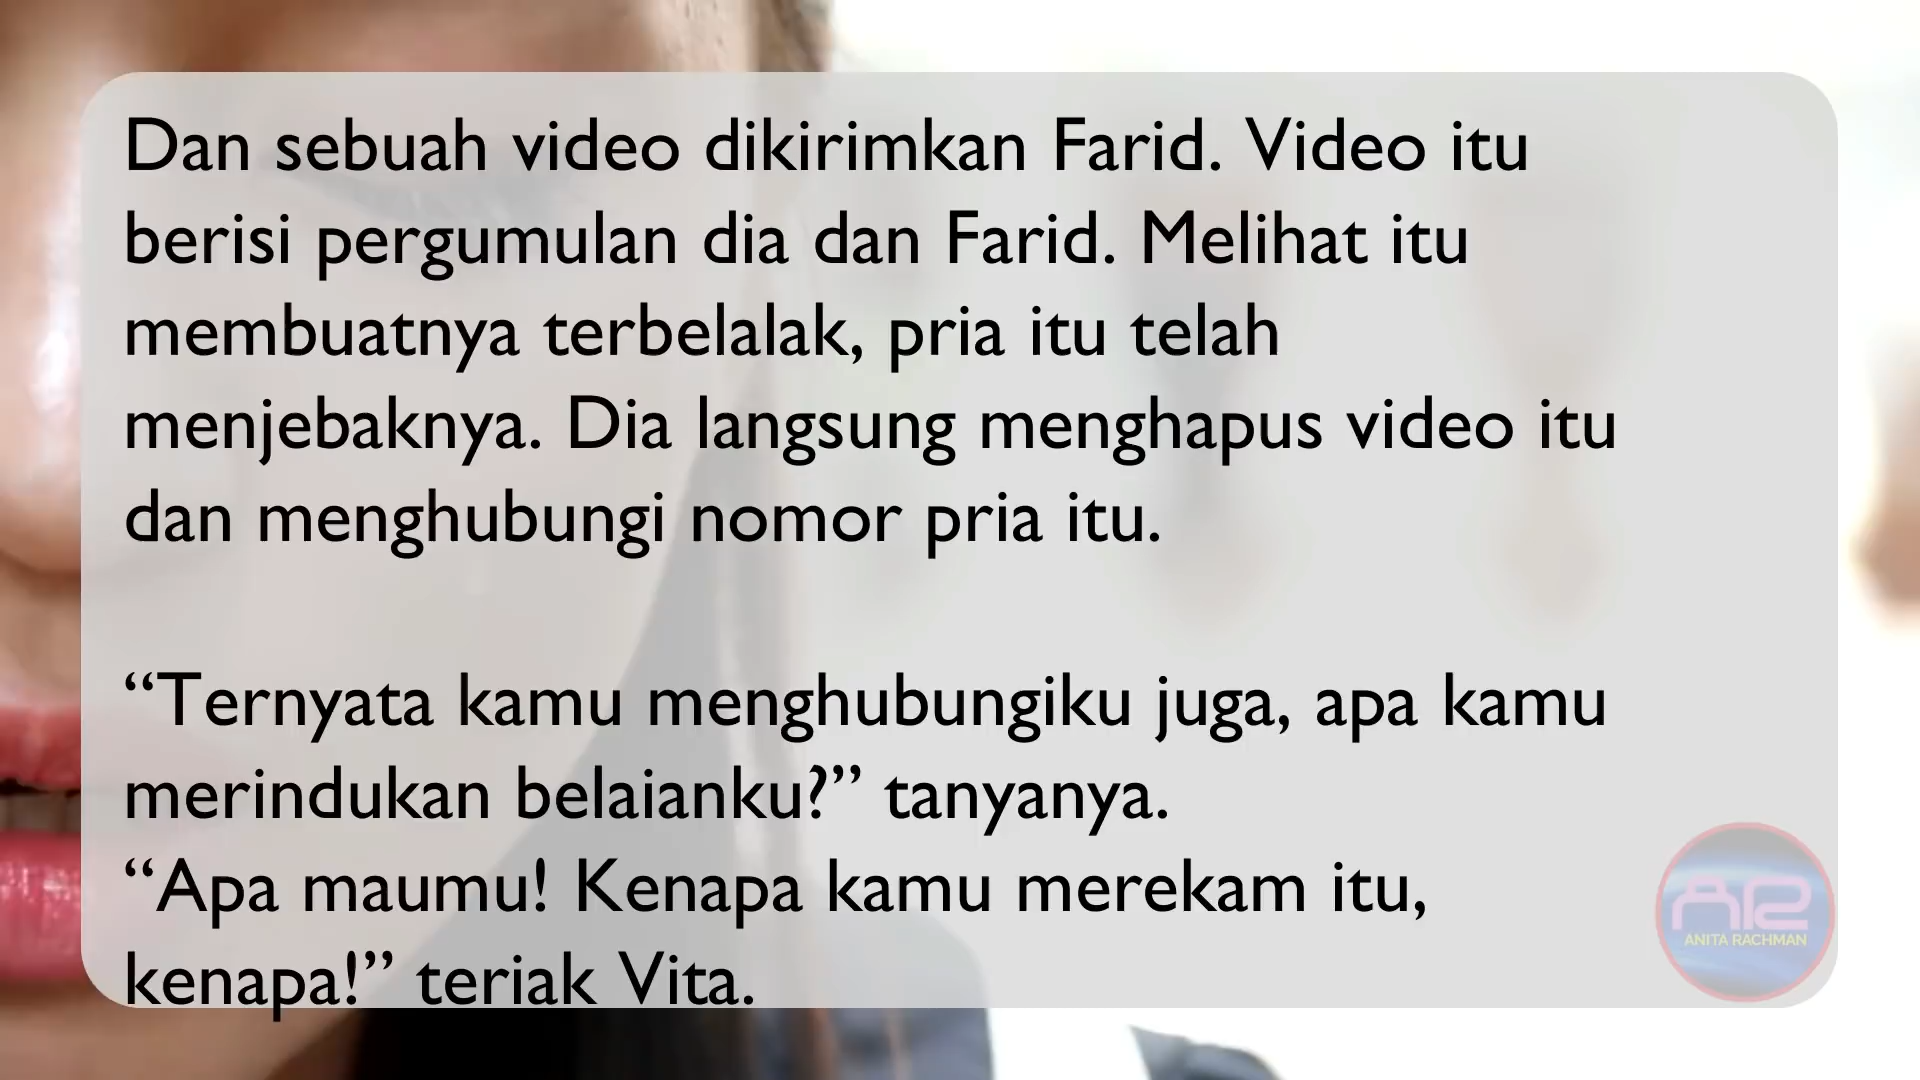 Dan sebuah video dikirimkan Farid. Video itu
berisi pergumulan dia dan Farid. Melihat itu
membuatnya terbelalak, pria itu telah
menjebaknya. Dia langsung menghapus video itu
dan menghubungi nomor pria itu.
“Ternyata kamu menghubungiku juga, apa kamu
merindukan belaianku?” tanyanya.
“Apa maumu! Kenapa kamu merekam itu,
kenapa!” teriak Vita.
AR
ANITA RACHMAN